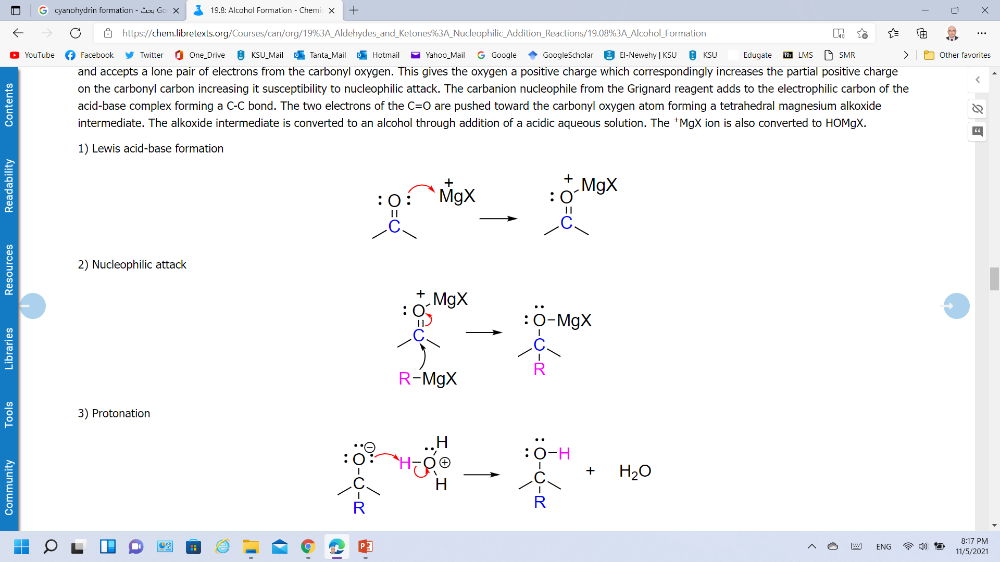 cyanohydrin formation - بحث Go
19.8: Alcohol Formation - Chemis
https://chem.libretexts.org/Courses/can/org/19%3A_Aldehydes_and_Ketones%3A_Nucleophilic_Addition_Reactions/19.08%3A_Alcohol_Formation
YouTube Facebook Twitter One_Drive KSU_Mail Tanta_Mail Hotmail Yahoo_Mail Google GoogleScholar El-Newehy | KSU KSU Edugate Bb LMS SMR Other favorites
and accepts a lone pair of electrons from the carbonyl oxygen. This gives the oxygen a positive charge which correspondingly increases the partial positive charge
on the carbonyl carbon increasing it susceptibility to nucleophilic attack. The carbanion nucleophile from the Grignard reagent adds to the electrophilic carbon of the
acid-base complex forming a C-C bond. The two electrons of the C=O are pushed toward the carbonyl oxygen atom forming a tetrahedral magnesium alkoxide
intermediate. The alkoxide intermediate is converted to an alcohol through addition of a acidic aqueous solution. The ⁺MgX ion is also converted to HOMgX.
Contents
Readability
Resources
Libraries
Tools
Community
1) Lewis acid-base formation
+ +
:O: MgX :O MgX
C C
2) Nucleophilic attack
+
:O MgX :O-MgX
C C
R-MgX R
3) Protonation
H
:O: H-O :O-H + H₂O
H
C C
R R
ENG
8:17 PM
11/5/2021